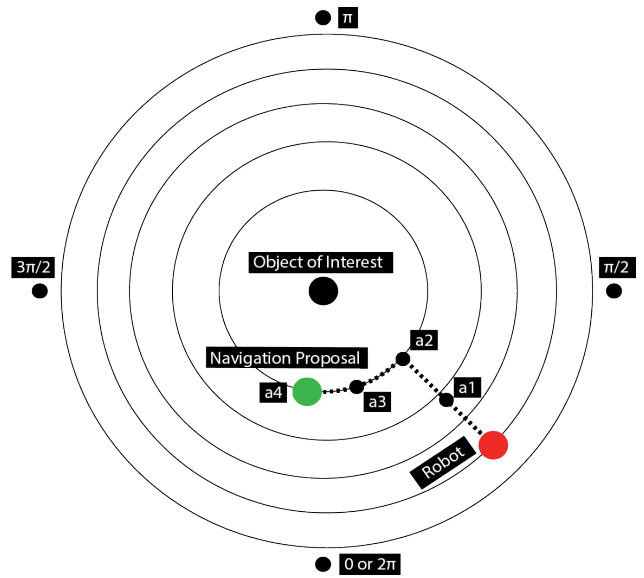 π
3π/2
Object of Interest
π/2
a2
Navigation Proposal
a4
a3
a1
Robot
0 or 2π